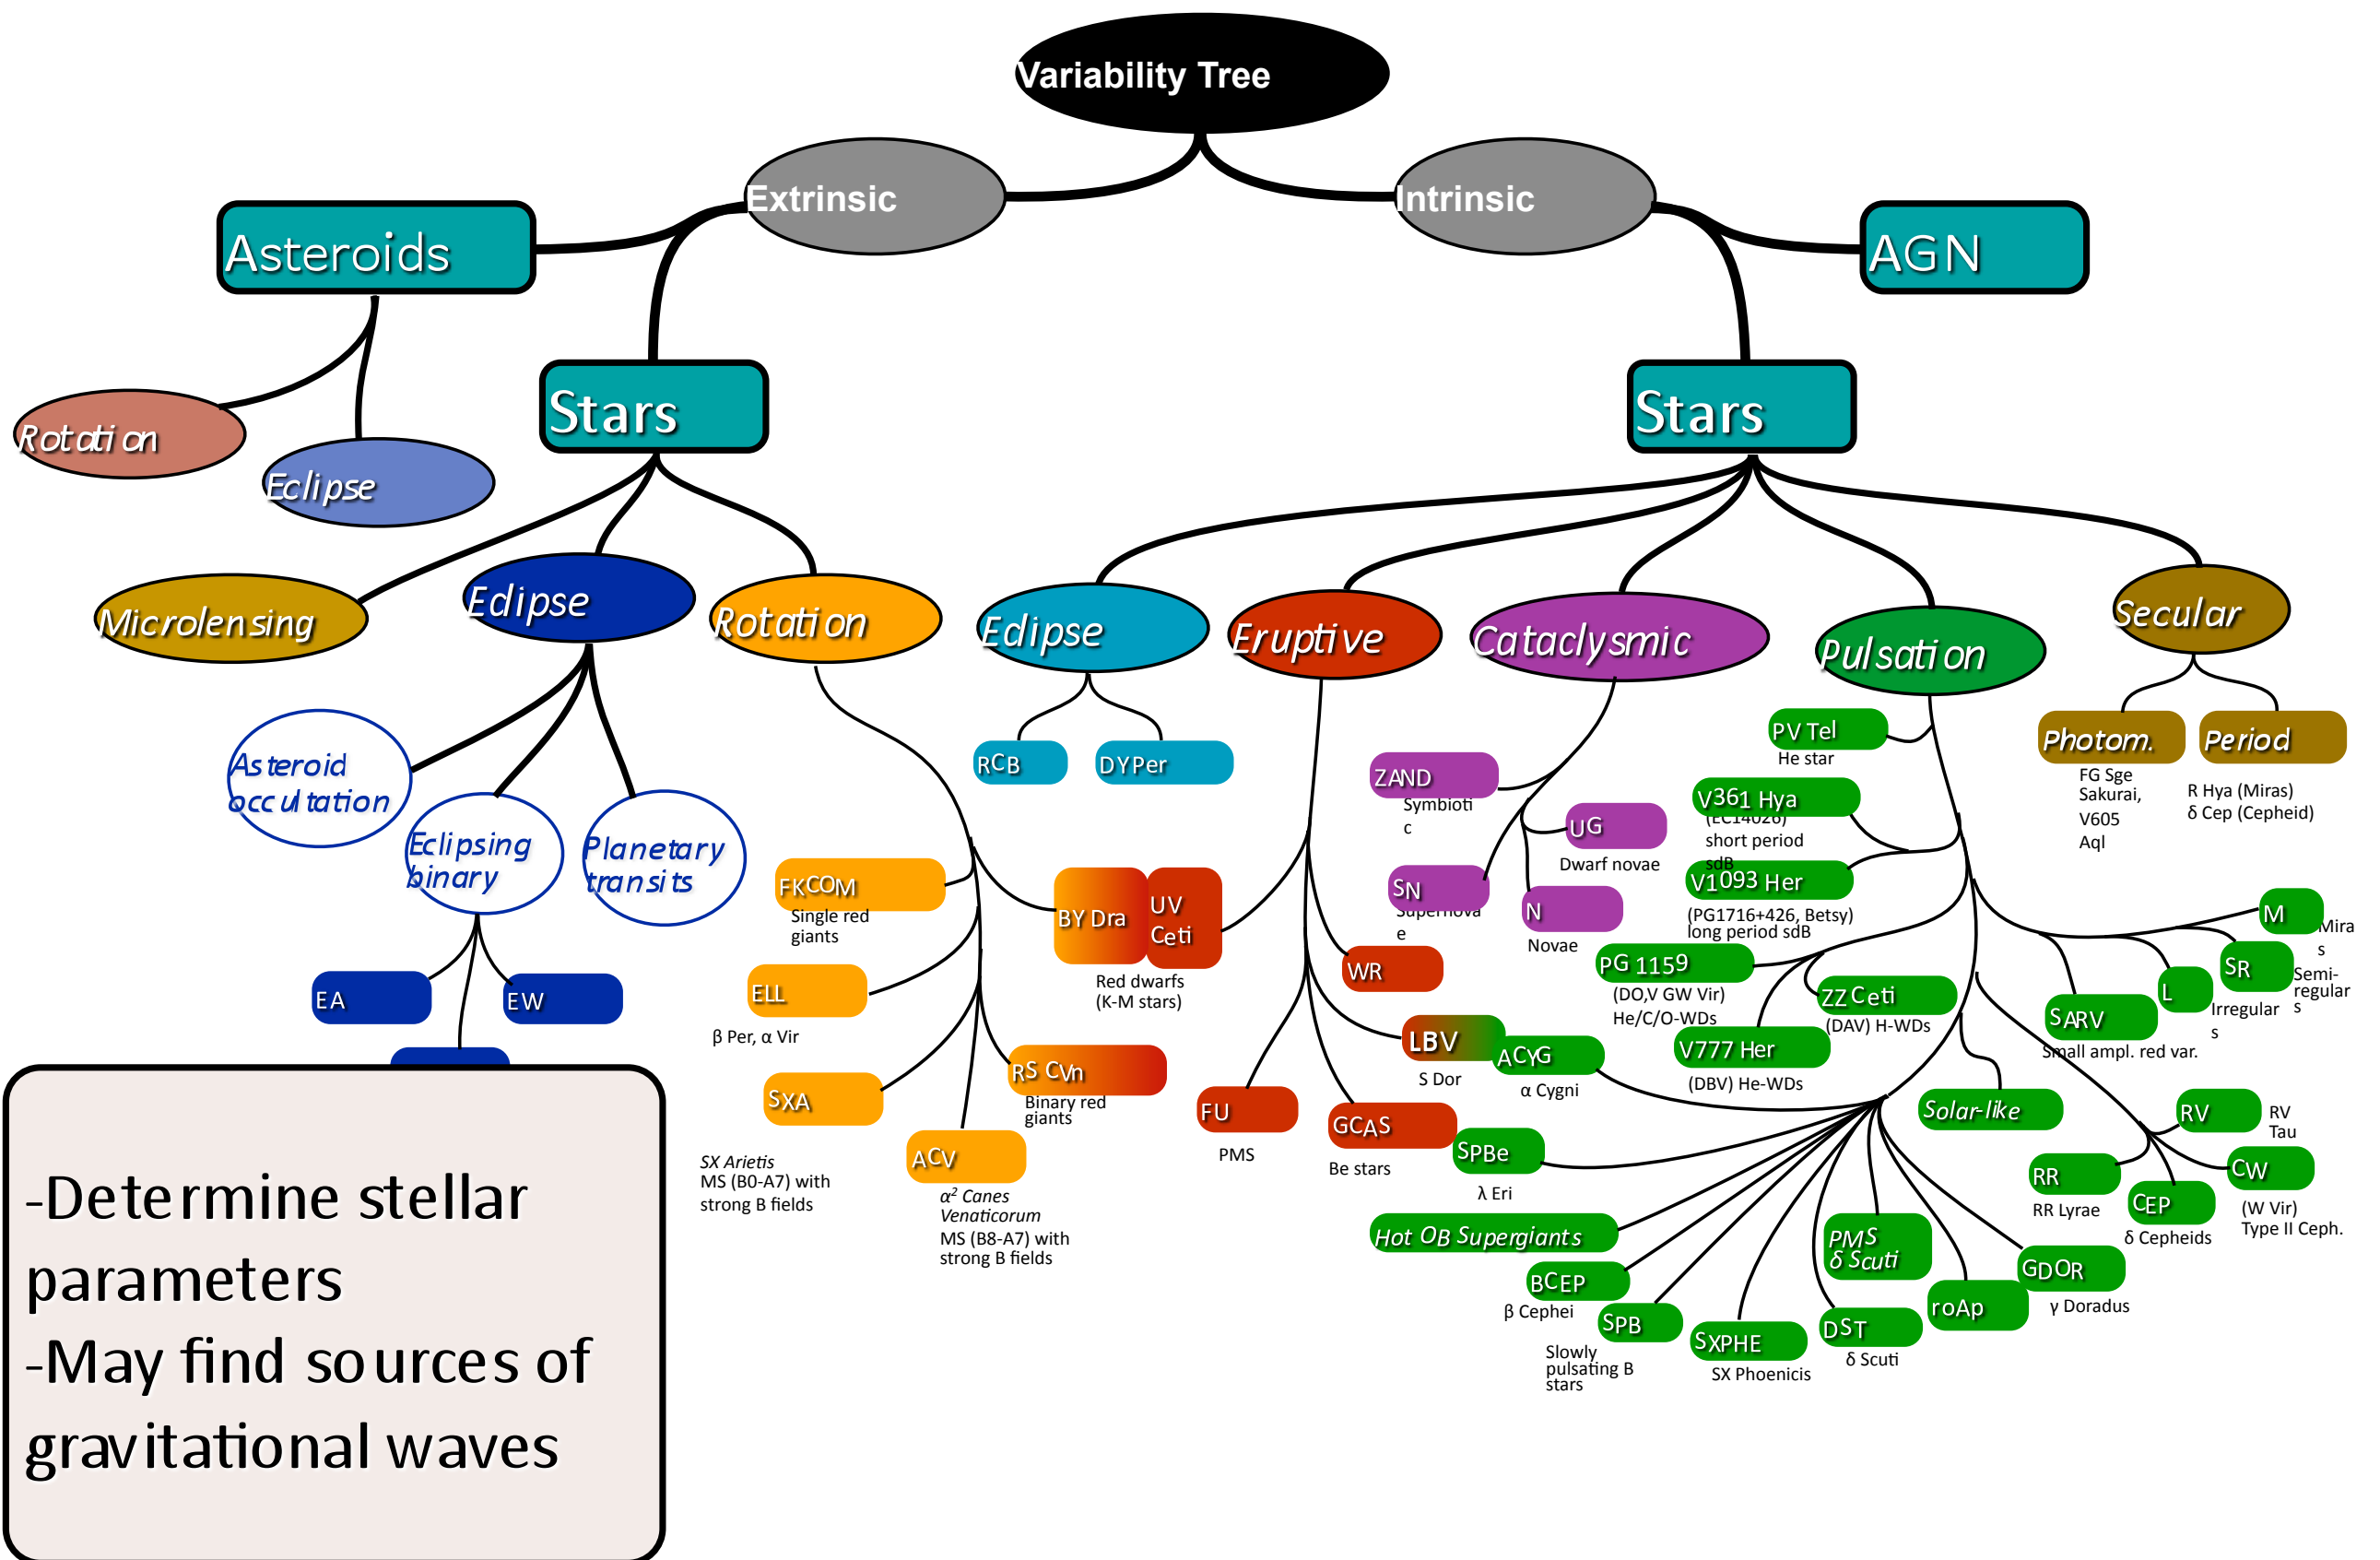 Variability Tree
Extrinsic
Intrinsic
Asteroids
AGN
Stars
Stars
Rotation
Eclipse
Microlensing
Eclipse
Rotation
Eclipse
Eruptive
Cataclysmic
Pulsation
Secular
Asteroid
occultation
Eclipsing
binary
Planetary
transits
EA
EW
RCB
DYPer
FKCOM
Single red
giants
ELL
β Per, α Vir
SXA
SX Arietis
MS (B0-A7) with
strong B fields
ACV
α² Canes
Venaticorum
MS (B8-A7) with
strong B fields
BY Dra
UV
Ceti
Red dwarfs
(K-M stars)
RS CVn
Binary red
giants
WR
LBV
S Dor
FU
PMS
GCAS
Be stars
ZAND
Symbioti
c
UG
Dwarf novae
SN
Supernova
e
N
Novae
PV Tel
He star
V361 Hya
(EC14026)
short period
sdB
V1093 Her
(PG1716+426, Betsy)
long period sdB
PG 1159
(DO,V GW Vir)
He/C/O-WDs
ZZ Ceti
(DAV) H-WDs
V777 Her
(DBV) He-WDs
ACYG
α Cygni
SPBe
λ Eri
Hot OB Supergiants
BCEP
β Cephei
SPB
Slowly
pulsating B
stars
SXPHE
SX Phoenicis
DST
δ Scuti
PMS
δ Scuti
roAp
GDOR
γ Doradus
Solar-like
Photom.
FG Sge
Sakurai,
V605
Aql
Period
R Hya (Miras)
δ Cep (Cepheid)
M
Mira
s
SR
Semi-
regular
s
L
Irregular
s
SARV
Small ampl. red var.
RV
RV
Tau
CW
(W Vir)
Type II Ceph.
RR
RR Lyrae
CEP
δ Cepheids
-Determine stellar
parameters
-May find sources of
gravitational waves